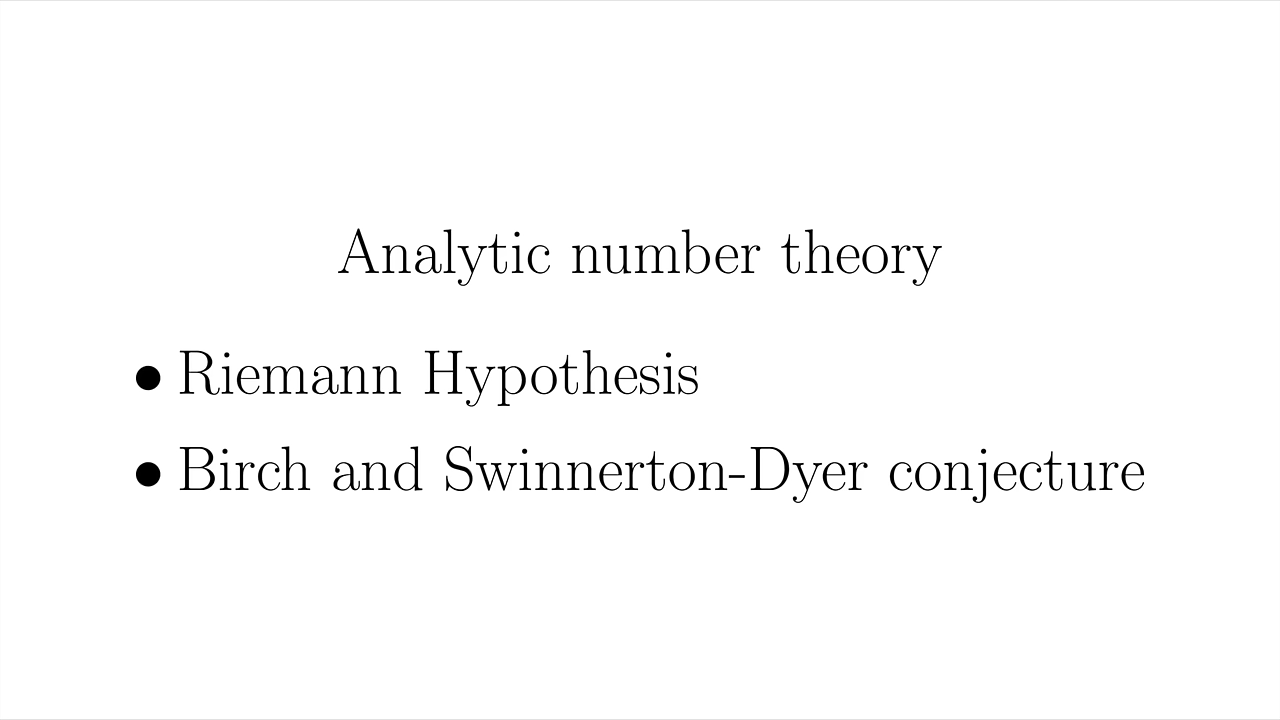 Analytic number theory
• Riemann Hypothesis
• Birch and Swinnerton-Dyer conjecture